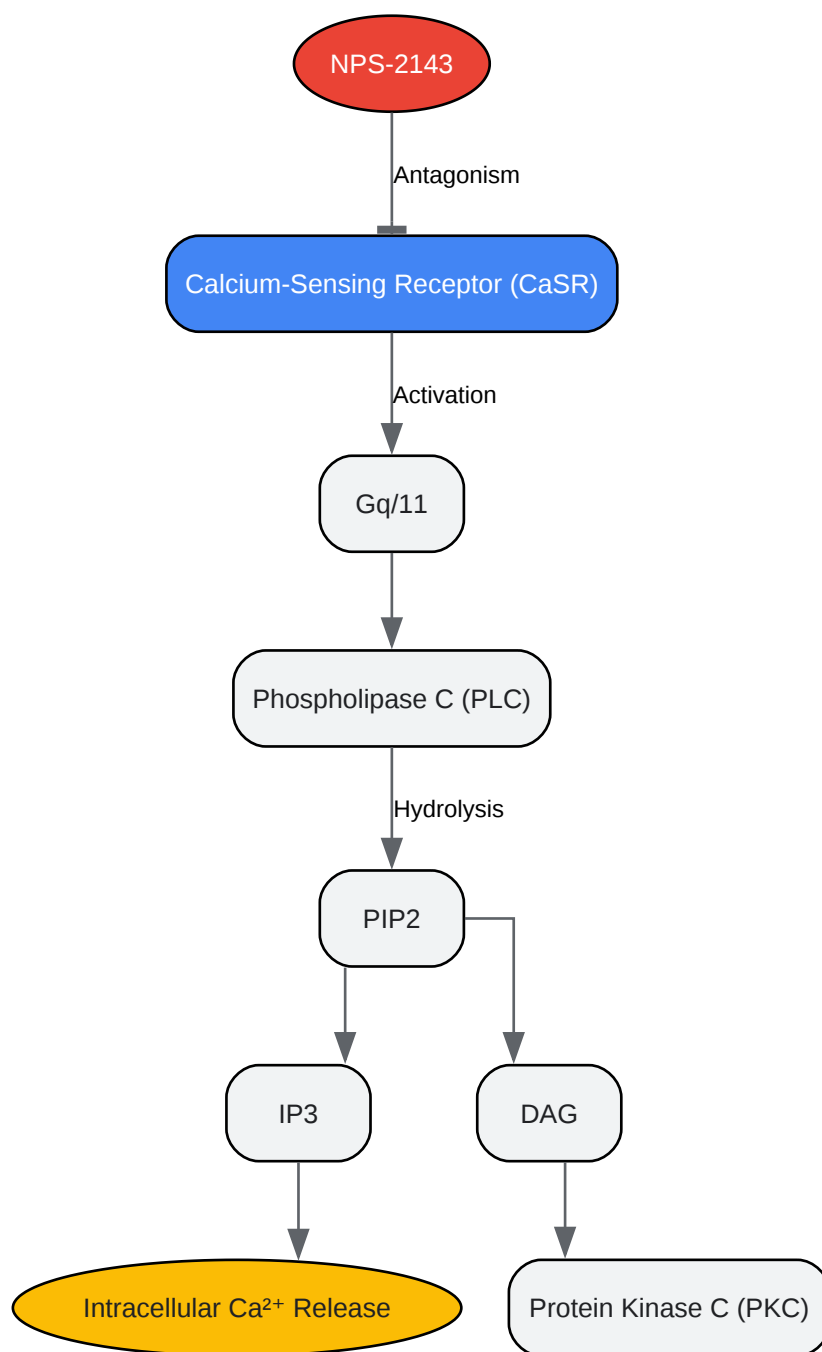 NPS-2143
Antagonism
Calcium-Sensing Receptor (CaSR)
Activation
Gq/11
Phospholipase C (PLC)
Hydrolysis
PIP2
IP3
DAG
Intracellular Ca²⁺ Release
Protein Kinase C (PKC)